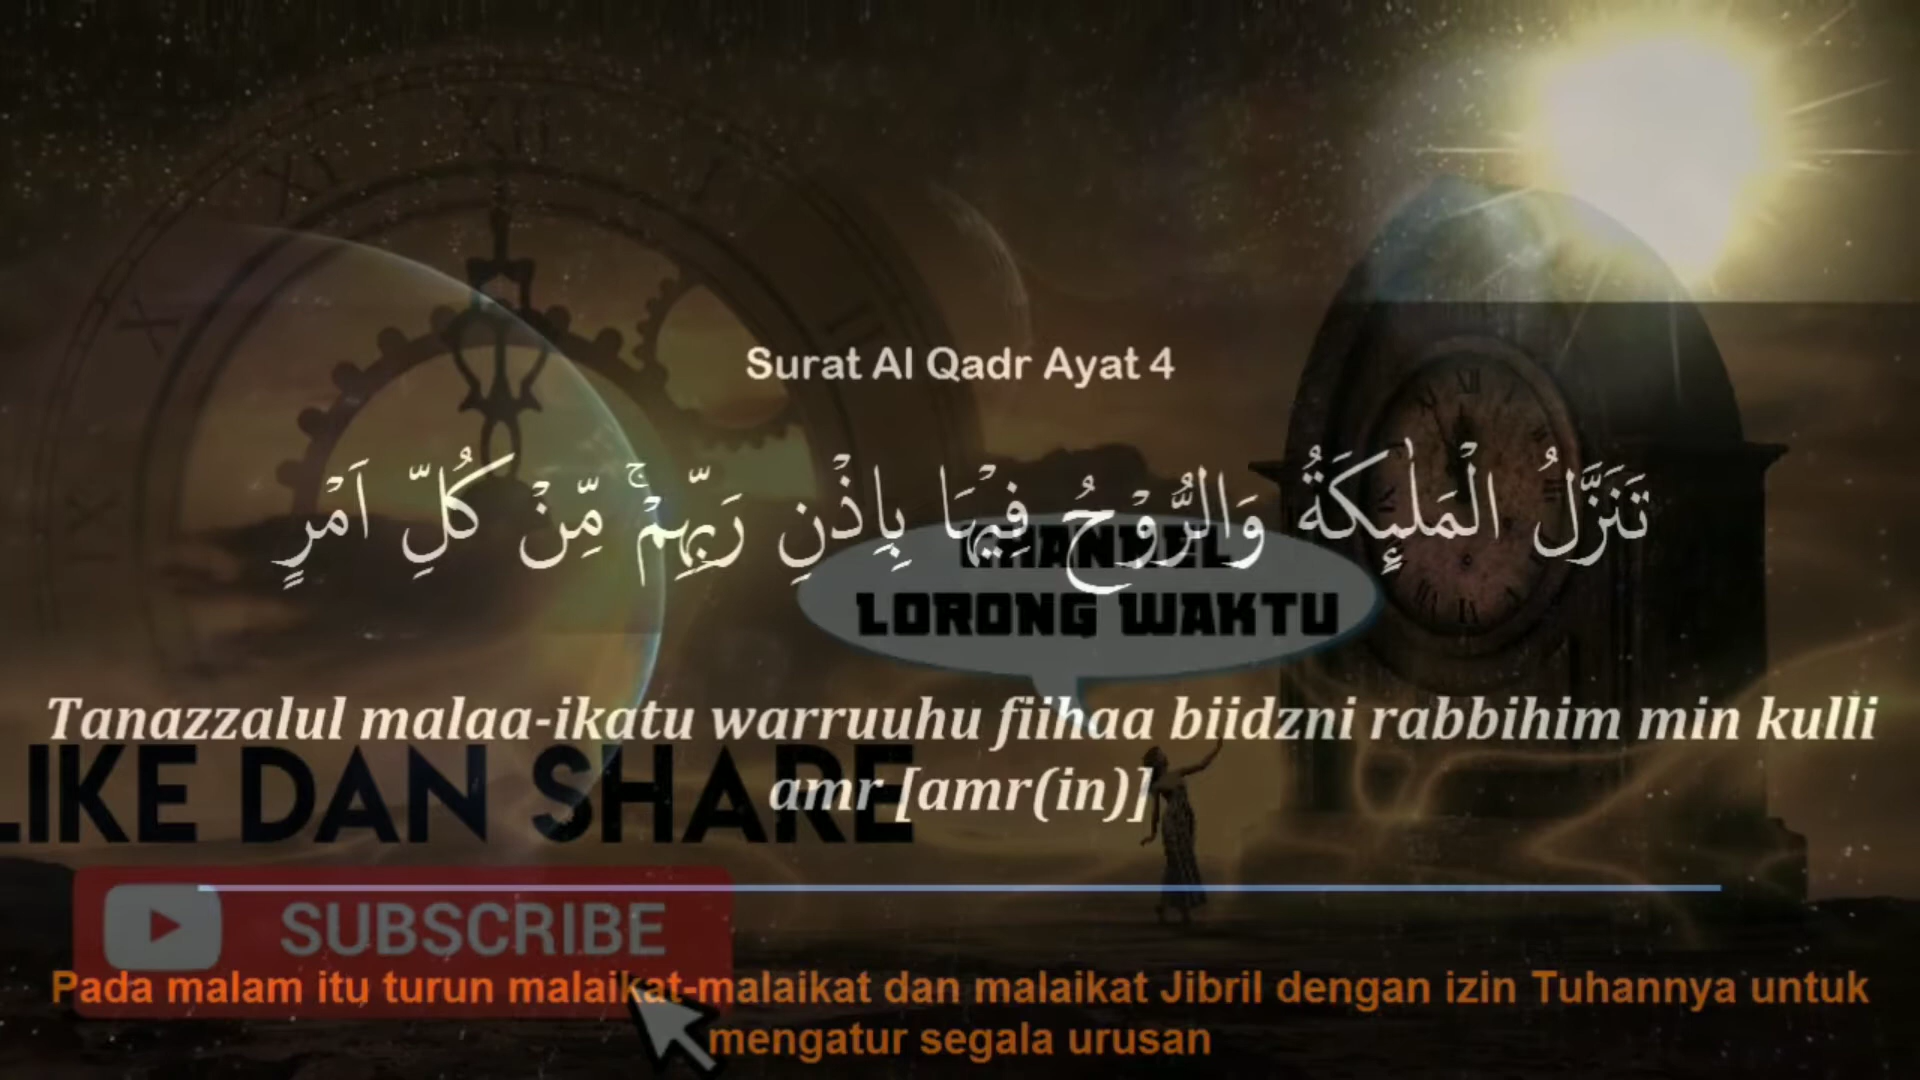 Surat Al Qadr Ayat 4
تَنَزَّلُ الْمَلٰۤىِٕكَةُ وَالرُّوْحُ فِيْهَا بِاِذْنِ رَبِّهِمْۚ مِّنْ كُلِّ اَمْرٍ
CHANNEL
LORONG WAKTU
Tanazzalul malaa-ikatu warruuhu fiihaa biidzni rabbihim min kulli
amr [amr(in)]
LIKE DAN SHARE
SUBSCRIBE
Pada malam itu turun malaikat-malaikat dan malaikat Jibril dengan izin Tuhannya untuk
mengatur segala urusan